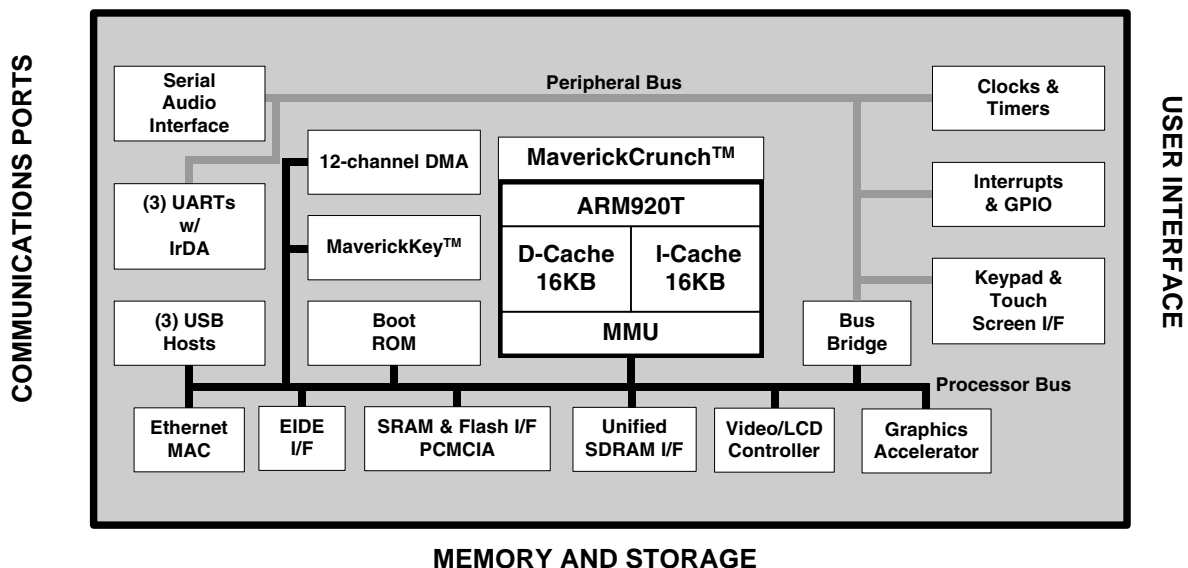 COMMUNICATIONS PORTS
Serial
Audio
Interface
Peripheral Bus
Clocks &
Timers
12-channel DMA
MaverickCrunch™
(3) UARTs
w/
IrDA
MaverickKey™
ARM920T
D-Cache
16KB
I-Cache
16KB
MMU
Interrupts
& GPIO
Keypad &
Touch
Screen I/F
(3) USB
Hosts
Boot
ROM
Bus
Bridge
Processor Bus
Ethernet
MAC
EIDE
I/F
SRAM & Flash I/F
PCMCIA
Unified
SDRAM I/F
Video/LCD
Controller
Graphics
Accelerator
USER INTERFACE
MEMORY AND STORAGE